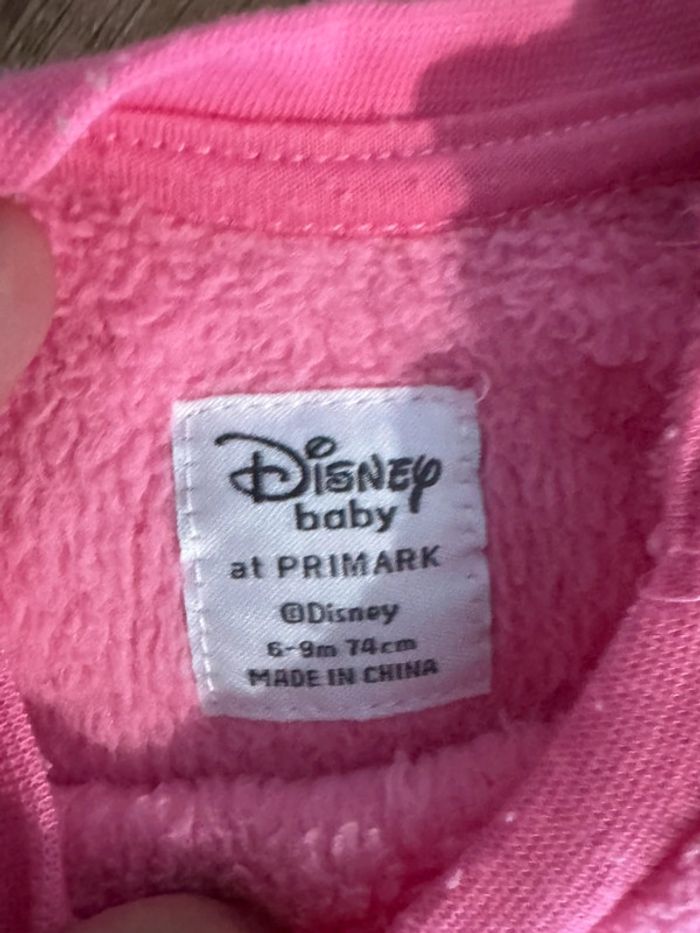 Disney
baby
at PRIMARK
©Disney
6-9m 74cm
MADE IN CHINA